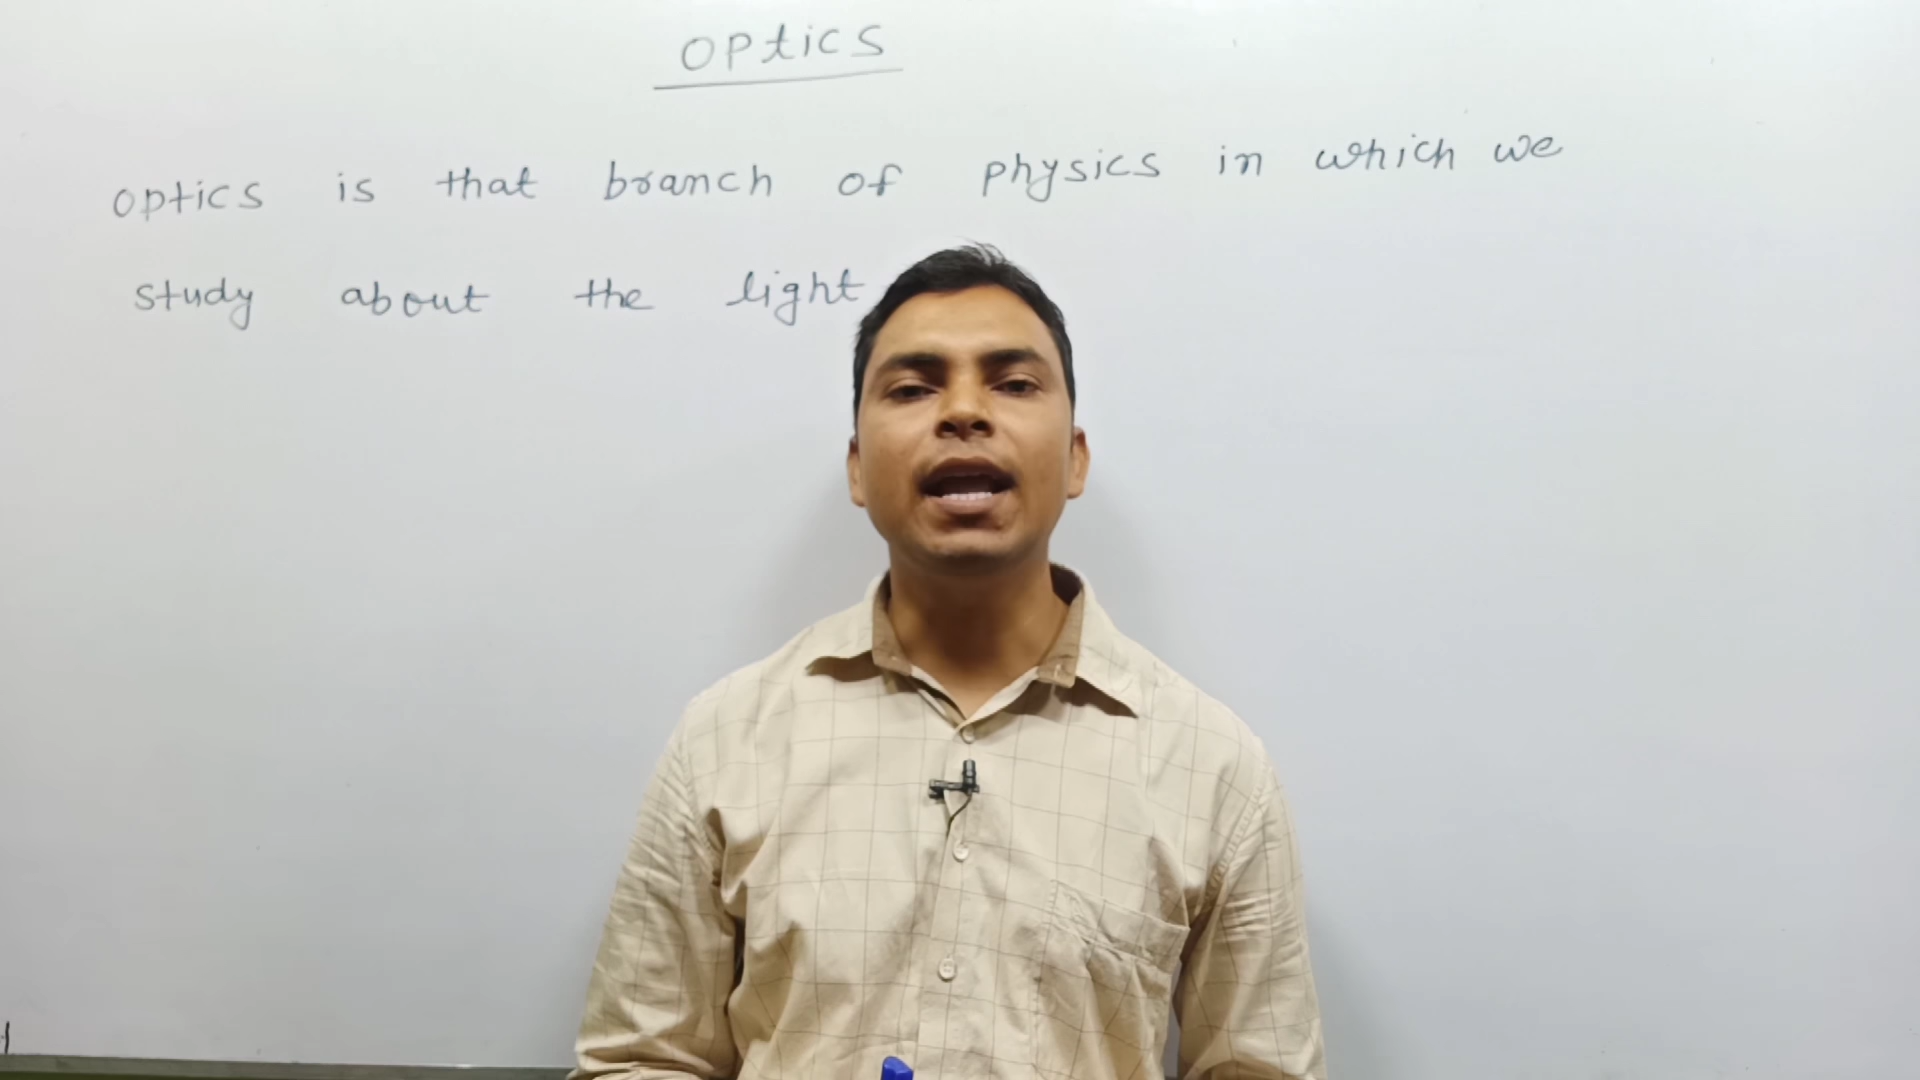 OPtics
optics is that branch of physics in which we
study about the light